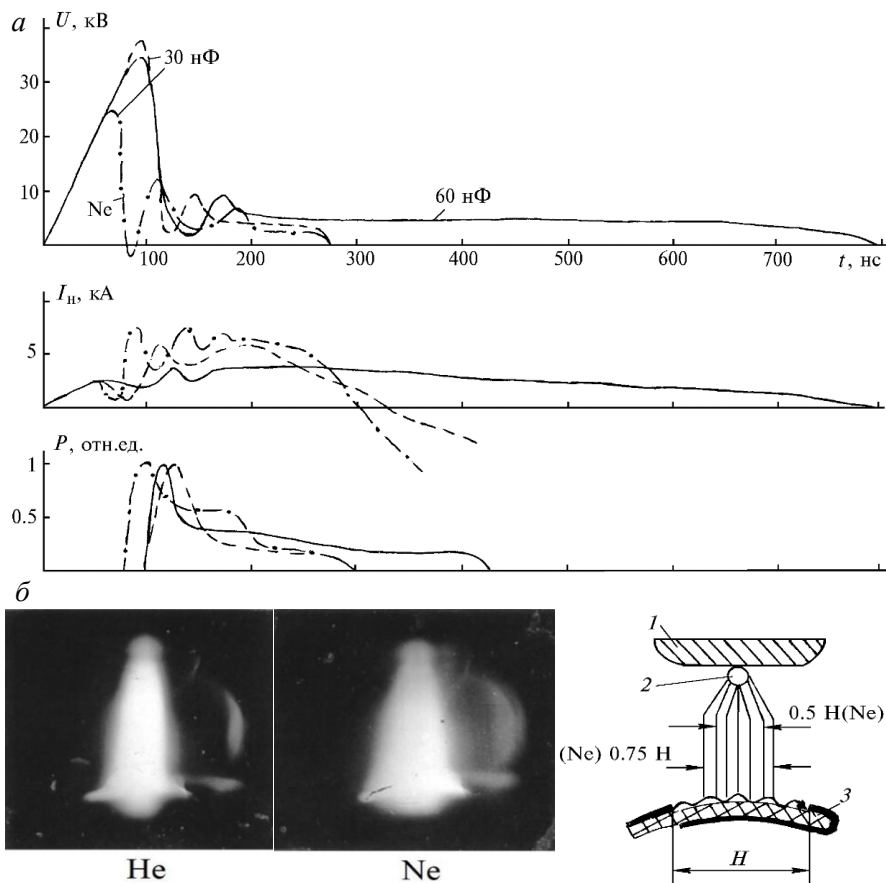 а
U, кВ
30 нФ
30
20
10
Ne
60 нФ
100
200
300
400
500
600
700
t, нс
Iн, кА
5
P, отн.ед.
1
0.5
б
He
Ne
1
2
0.5 H(Ne)
(Ne) 0.75 H
3
H